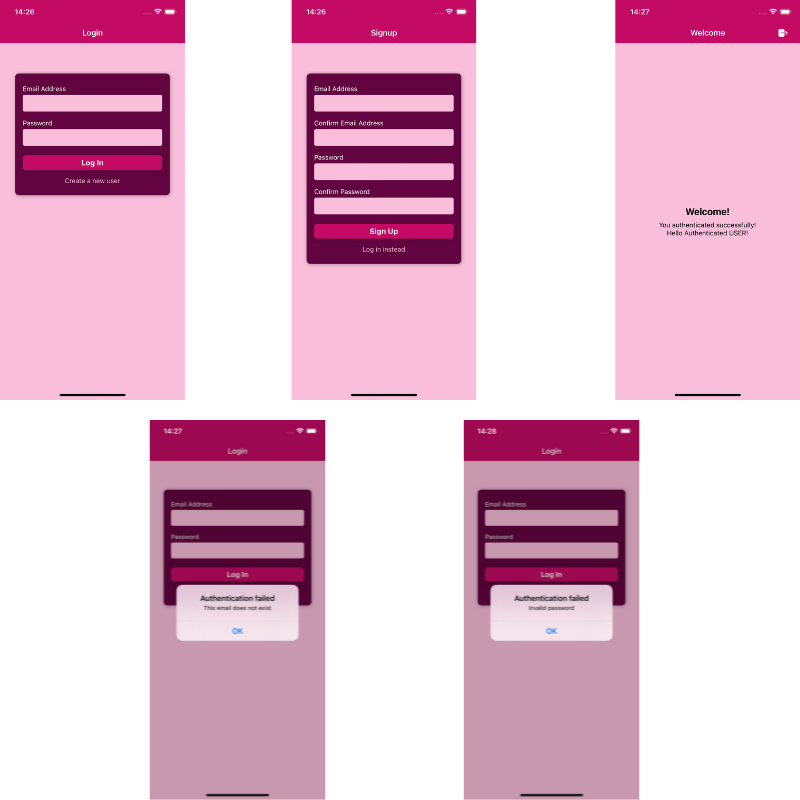 14:26
Login
Email Address
Password
Log In
Create a new user
14:26
Signup
Email Address
Confirm Email Address
Password
Confirm Password
Sign Up
Log in instead
14:27
Welcome
Welcome!
You authenticated successfully!
Hello Authenticated USER!
14:27
Login
Email Address
Password
Log In
Authentication failed
This email does not exist
OK
14:28
Login
Email Address
Password
Log In
Authentication failed
Invalid password
OK